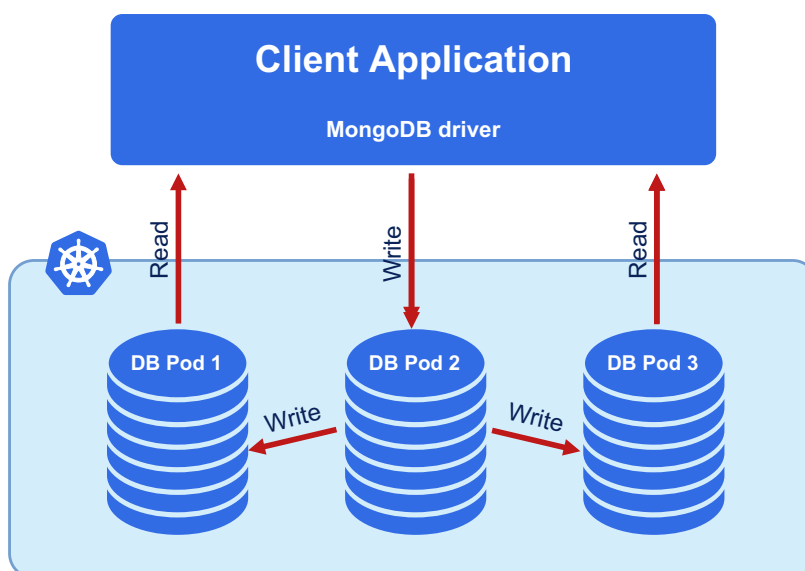 Client Application
MongoDB driver
Read
Write
Read
DB Pod 1
DB Pod 2
DB Pod 3
Write
Write